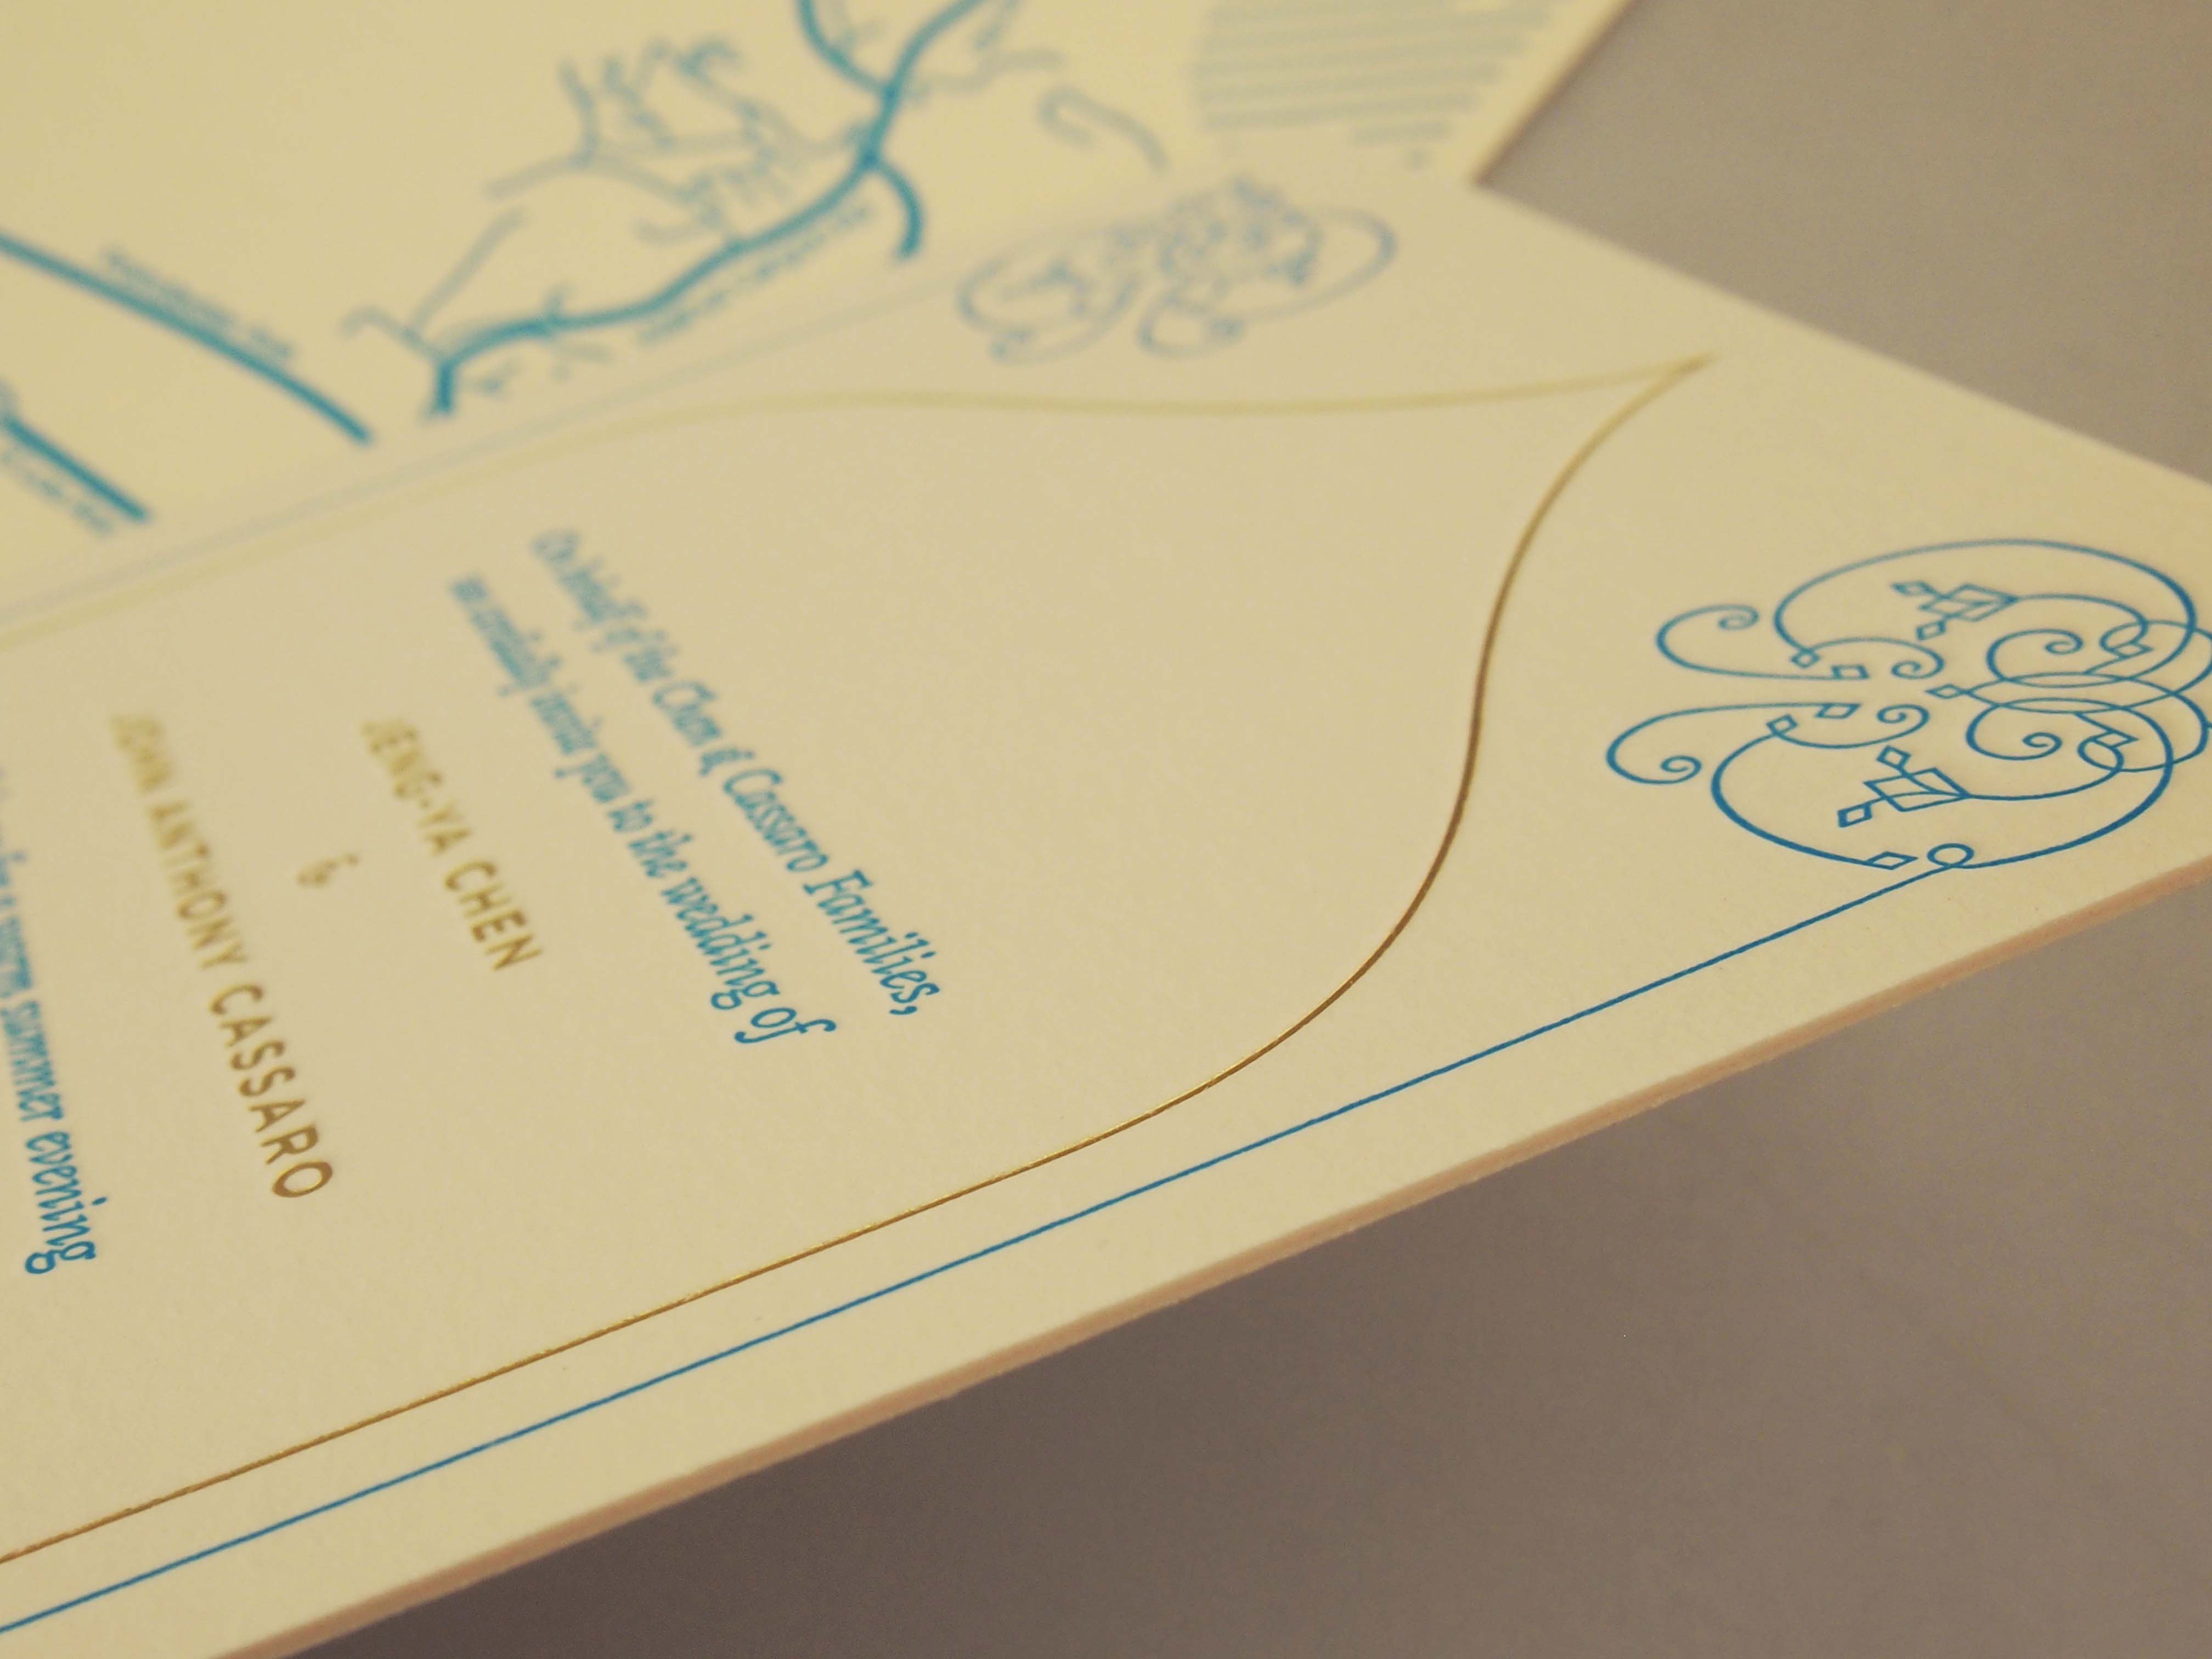 On behalf of the Chen & Cassaro Families,
we cordially invite you to the wedding of
JENG-YA CHEN
&
JOHN ANTHONY CASSARO
warm summer evening